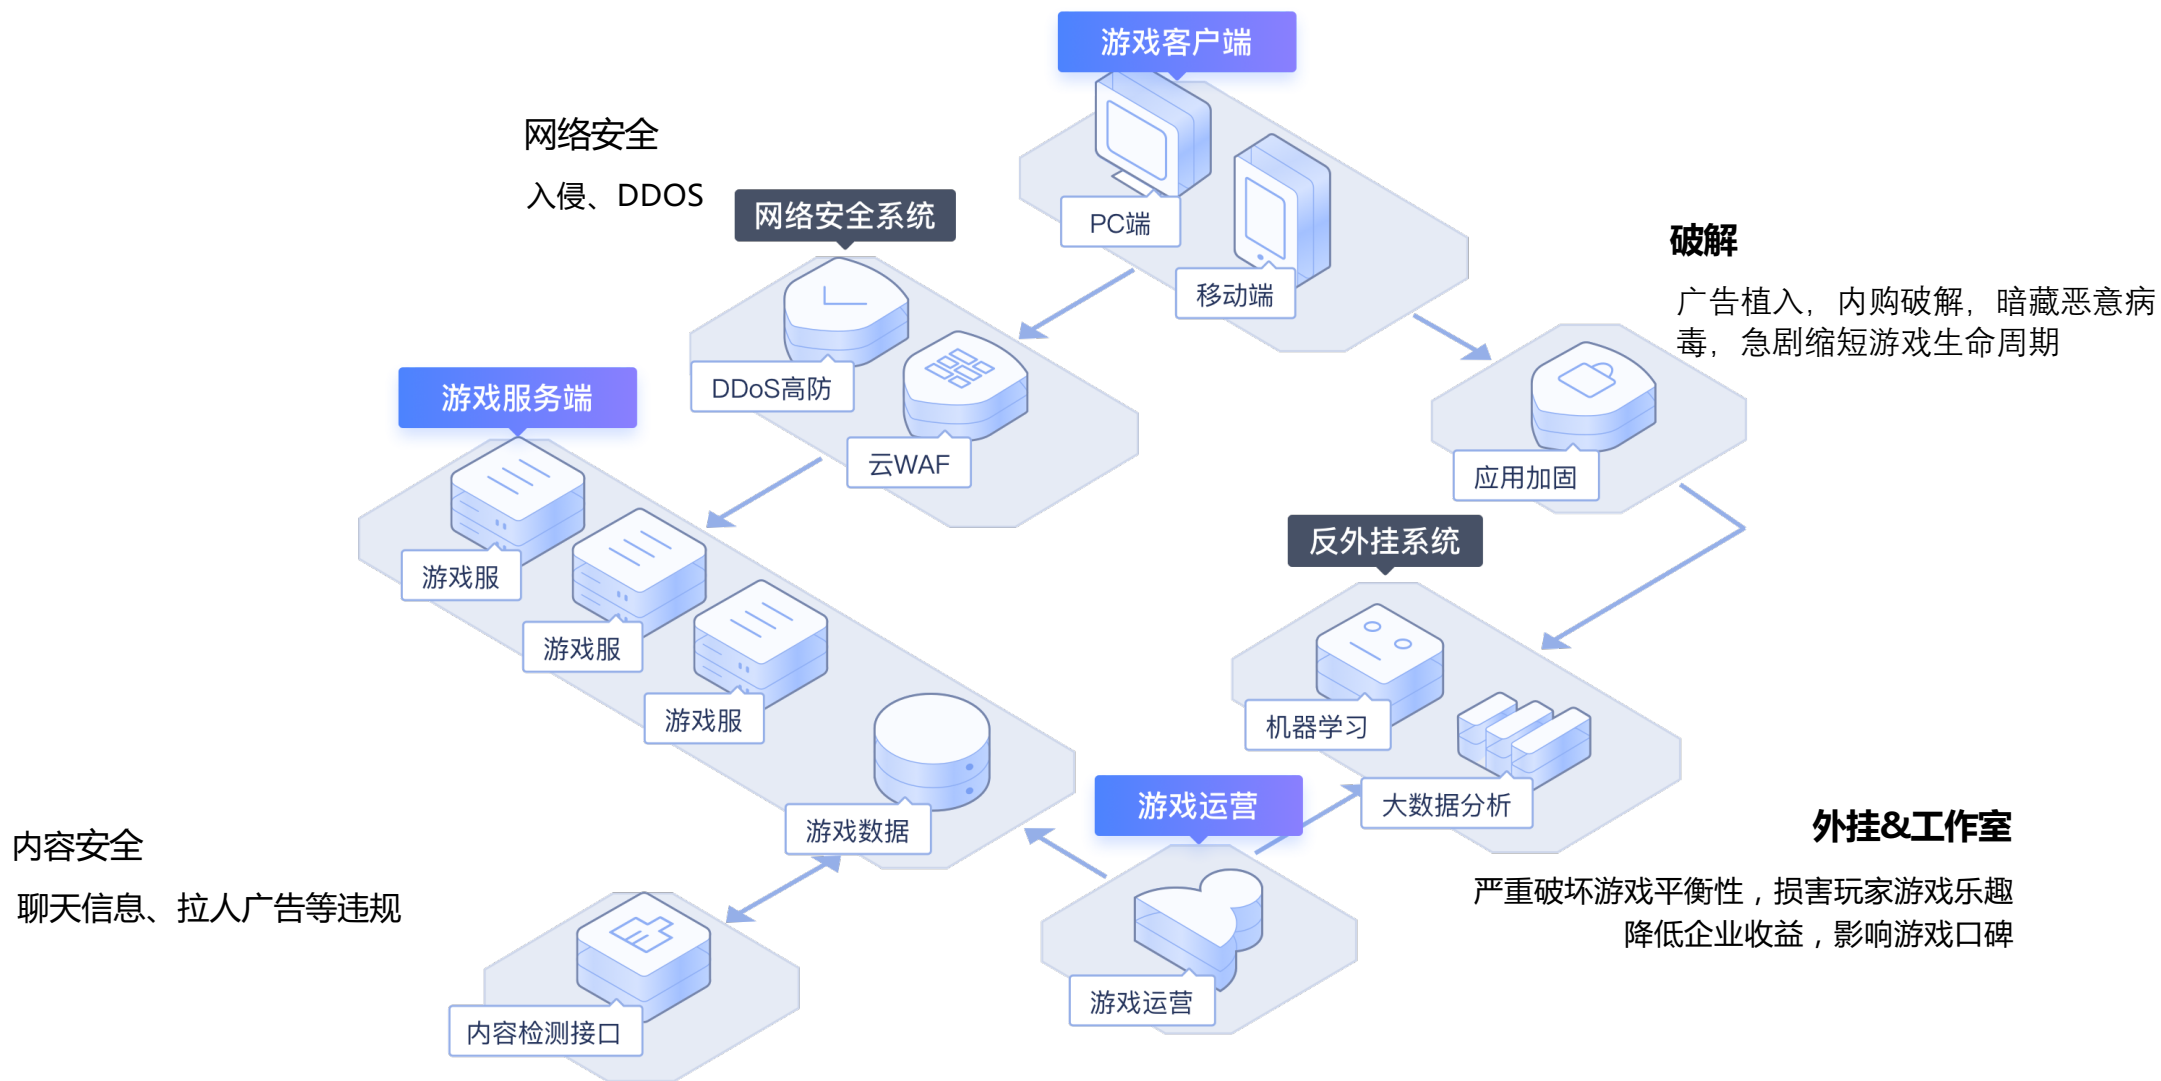 游戏客户端
网络安全
入侵、DDOS
网络安全系统
PC端
移动端
破解
广告植入，内购破解，暗藏恶意病
毒，急剧缩短游戏生命周期
DDoS高防
云WAF
应用加固
游戏服务端
游戏服
游戏服
游戏服
游戏数据
反外挂系统
机器学习
大数据分析
游戏运营
游戏运营
外挂&工作室
严重破坏游戏平衡性，损害玩家游戏乐趣
降低企业收益，影响游戏口碑
内容安全
聊天信息、拉人广告等违规
内容检测接口